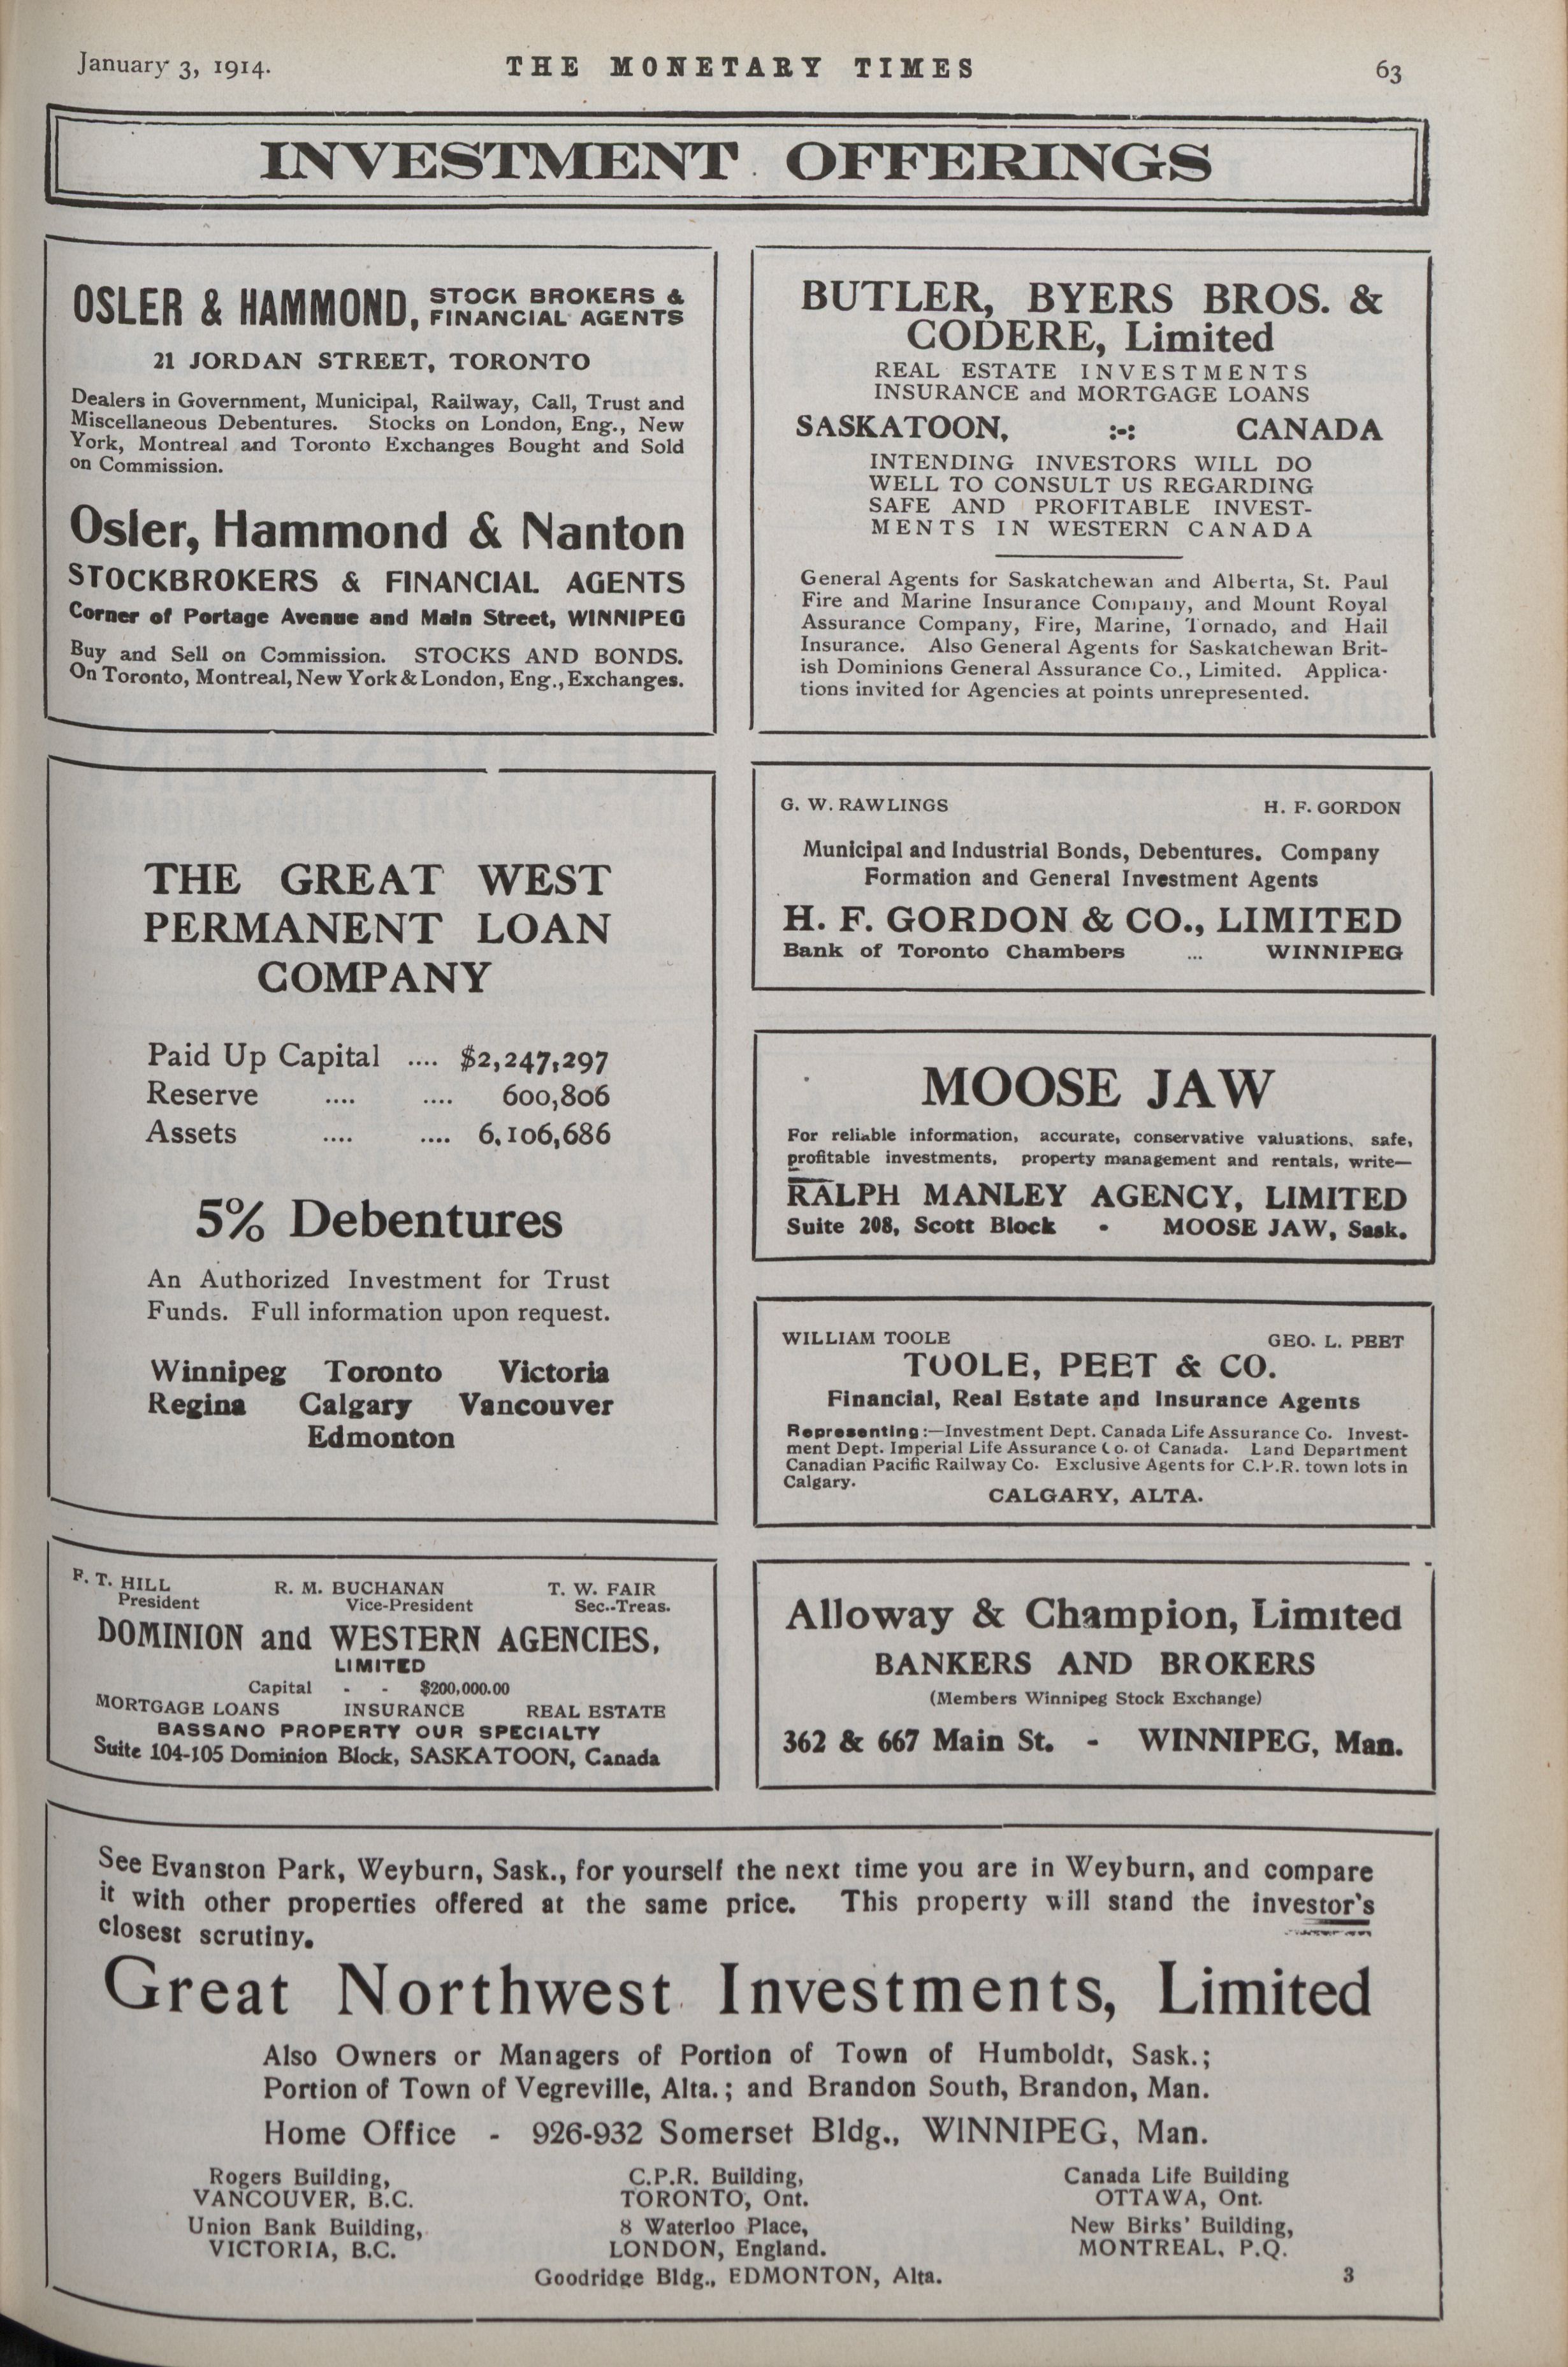 January 3, 1914.
THE MONETARY TIMES
63
INVESTMENT OFFERINGS
OSLER & HAMMOND, STOCK BROKERS &
FINANCIAL AGENTS
21 JORDAN STREET, TORONTO
Dealers in Government, Municipal, Railway, Call, Trust and
Miscellaneous Debentures. Stocks on London, Eng., New
York, Montreal and Toronto Exchanges Bought and Sold
on Commission.
Osler, Hammond & Nanton
STOCKBROKERS & FINANCIAL AGENTS
Corner of Portage Avenue and Main Street, WINNIPEG
Buy and Sell on Commission. STOCKS AND BONDS.
On Toronto, Montreal, New York & London, Eng., Exchanges.
BUTLER, BYERS BROS. &
CODERE, Limited
REAL ESTATE INVESTMENTS
INSURANCE and MORTGAGE LOANS
SASKATOON, :-: CANADA
INTENDING INVESTORS WILL DO
WELL TO CONSULT US REGARDING
SAFE AND PROFITABLE INVEST-
MENTS IN WESTERN CANADA
General Agents for Saskatchewan and Alberta, St. Paul
Fire and Marine Insurance Company, and Mount Royal
Assurance Company, Fire, Marine, Tornado, and Hail
Insurance. Also General Agents for Saskatchewan Brit-
ish Dominions General Assurance Co., Limited. Applica-
tions invited for Agencies at points unrepresented.
THE GREAT WEST
PERMANENT LOAN
COMPANY
Paid Up Capital .... $2,247,297
Reserve .... .... 600,806
Assets .... .... 6,106,686
5% Debentures
An Authorized Investment for Trust
Funds. Full information upon request.
Winnipeg Toronto Victoria
Regina Calgary Vancouver
Edmonton
G. W. RAWLINGS H. F. GORDON
Municipal and Industrial Bonds, Debentures. Company
Formation and General Investment Agents
H. F. GORDON & CO., LIMITED
Bank of Toronto Chambers ... WINNIPEG
MOOSE JAW
For reliable information, accurate, conservative valuations, safe,
profitable investments, property management and rentals, write—
RALPH MANLEY AGENCY, LIMITED
Suite 208, Scott Block - MOOSE JAW, Sask.
WILLIAM TOOLE GEO. L. PEET
TOOLE, PEET & CO.
Financial, Real Estate and Insurance Agents
Representing:—Investment Dept. Canada Life Assurance Co. Invest-
ment Dept. Imperial Life Assurance Co. of Canada. Land Department
Canadian Pacific Railway Co. Exclusive Agents for C.P.R. town lots in
Calgary.
CALGARY, ALTA.
F. T. HILL R. M. BUCHANAN T. W. FAIR
President Vice-President Sec.-Treas.
DOMINION and WESTERN AGENCIES,
LIMITED
Capital - - $200,000.00
MORTGAGE LOANS INSURANCE REAL ESTATE
BASSANO PROPERTY OUR SPECIALTY
Suite 104-105 Dominion Block, SASKATOON, Canada
Alloway & Champion, Limited
BANKERS AND BROKERS
(Members Winnipeg Stock Exchange)
362 & 667 Main St. - WINNIPEG, Man.
See Evanston Park, Weyburn, Sask., for yourself the next time you are in Weyburn, and compare
it with other properties offered at the same price. This property will stand the investor's
closest scrutiny.
Great Northwest Investments, Limited
Also Owners or Managers of Portion of Town of Humboldt, Sask.;
Portion of Town of Vegreville, Alta.; and Brandon South, Brandon, Man.
Home Office - 926-932 Somerset Bldg., WINNIPEG, Man.
Rogers Building, C.P.R. Building, Canada Life Building
VANCOUVER, B.C. TORONTO, Ont. OTTAWA, Ont.
Union Bank Building, 8 Waterloo Place, New Birks' Building,
VICTORIA, B.C. LONDON, England. MONTREAL, P.Q.
Goodridge Bldg., EDMONTON, Alta. 3